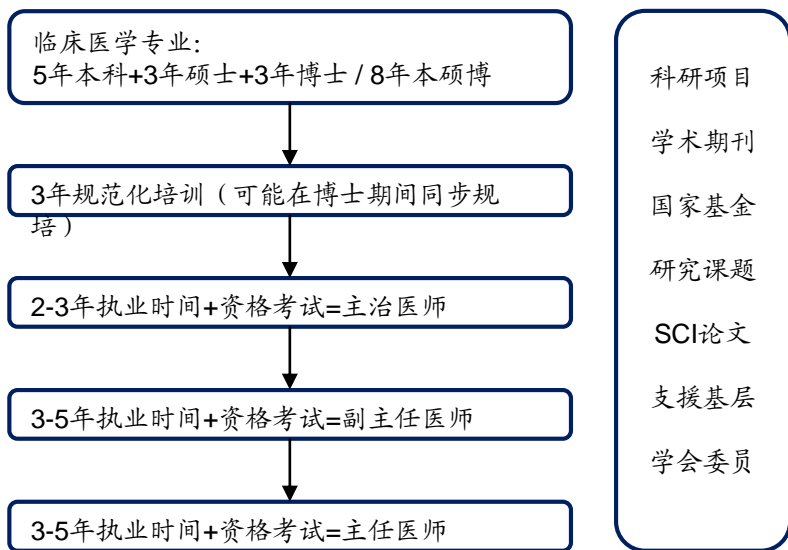 临床医学专业:
5年本科+3年硕士+3年博士 / 8年本硕博
3年规范化培训（可能在博士期间同步规
培）
2-3年执业时间+资格考试=主治医师
3-5年执业时间+资格考试=副主任医师
3-5年执业时间+资格考试=主任医师
科研项目
学术期刊
国家基金
研究课题
SCI论文
支援基层
学会委员